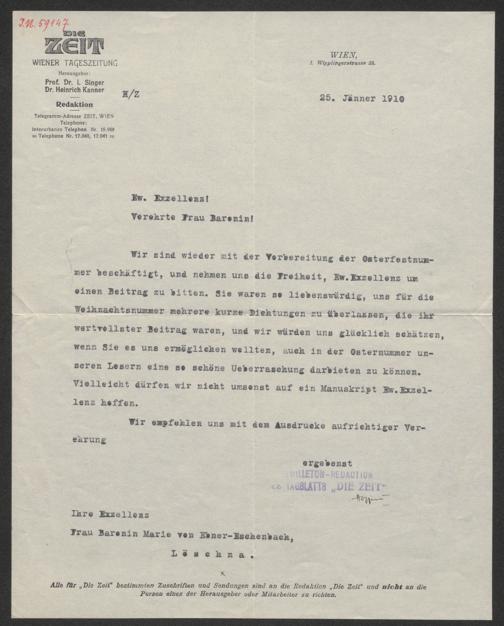 I.N. 59147
DIE ZEIT
WIENER TAGESZEITUNG
Herausgeber:
Prof. Dr. I. Singer
Dr. Heinrich Kanner
Redaktion
Telegramm-Adresse ZEIT, WIEN
Telephone:
Interurbanes Telephon Nr.
Telephone Nr. 17.040, 17.041
H/Z
WIEN,
I. Wipplingerstrasse 38.
25. Jänner 1910
Ew. Exzellenz!
Verehrte Frau Baronin!
Wir sind wieder mit der Vorbereitung der Osterfestnum-
mer beschäftigt, und nehmen uns die Freiheit, Ew.Exzellenz um
einen Beitrag zu bitten. Sie waren so liebenswürdig, uns für die
Weihnachtsnummer mehrere kurze Dichtungen zu überlassen, die ihr
wertvollster Beitrag waren, und wir würden uns glücklich schätzen,
wenn Sie es uns ermöglichen wollten, auch in der Osternummer un-
seren Lesern eine so schöne Ueberraschung darbieten zu können.
Vielleicht dürfen wir nicht umsonst auf ein Manuskript Ew.Exzel-
lenz hoffen.
Wir empfehlen uns mit dem Ausdrucke aufrichtiger Ver-
ehrung
ergebenst
FEUILLETON-REDACTION
TAGBLATTS „DIE ZEIT"
Ihre Exzellenz
Frau Baronin Marie von Ebner-Eschenbach,
Löschna.
Alle für „Die Zeit" bestimmten Zuschriften und Sendungen sind an die Redaktion „Die Zeit" und nicht an die
Person eines der Herausgeber oder Mitarbeiter zu richten.